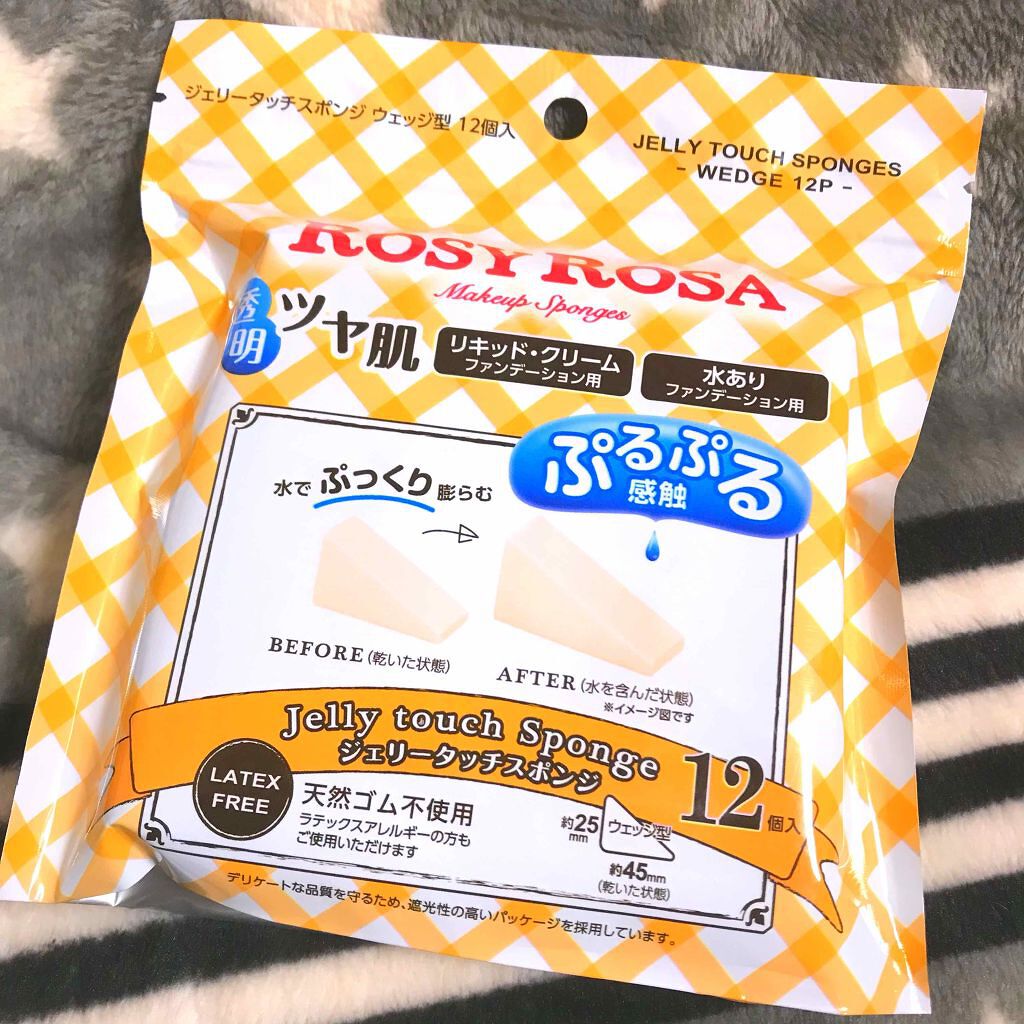 ジェリータッチスポンジ ウェッジ型 12個入
JELLY TOUCH SPONGES
- WEDGE 12P -
ROSY ROSA
Makeup Sponges
透明
ツヤ肌
リキッド・クリーム
ファンデーション用
水あり
ファンデーション用
ぷるぷる
感触
水で ぷっくり 膨らむ
BEFORE (乾いた状態)
AFTER (水を含んだ状態)
※イメージ図です
Jelly touch Sponge
ジェリータッチスポンジ
12個入
LATEX
FREE
天然ゴム不使用
ラテックスアレルギーの方も
ご使用いただけます
約25mm
ウェッジ型
約45mm
(乾いた状態)
デリケートな品質を守るため、遮光性の高いパッケージを採用しています。